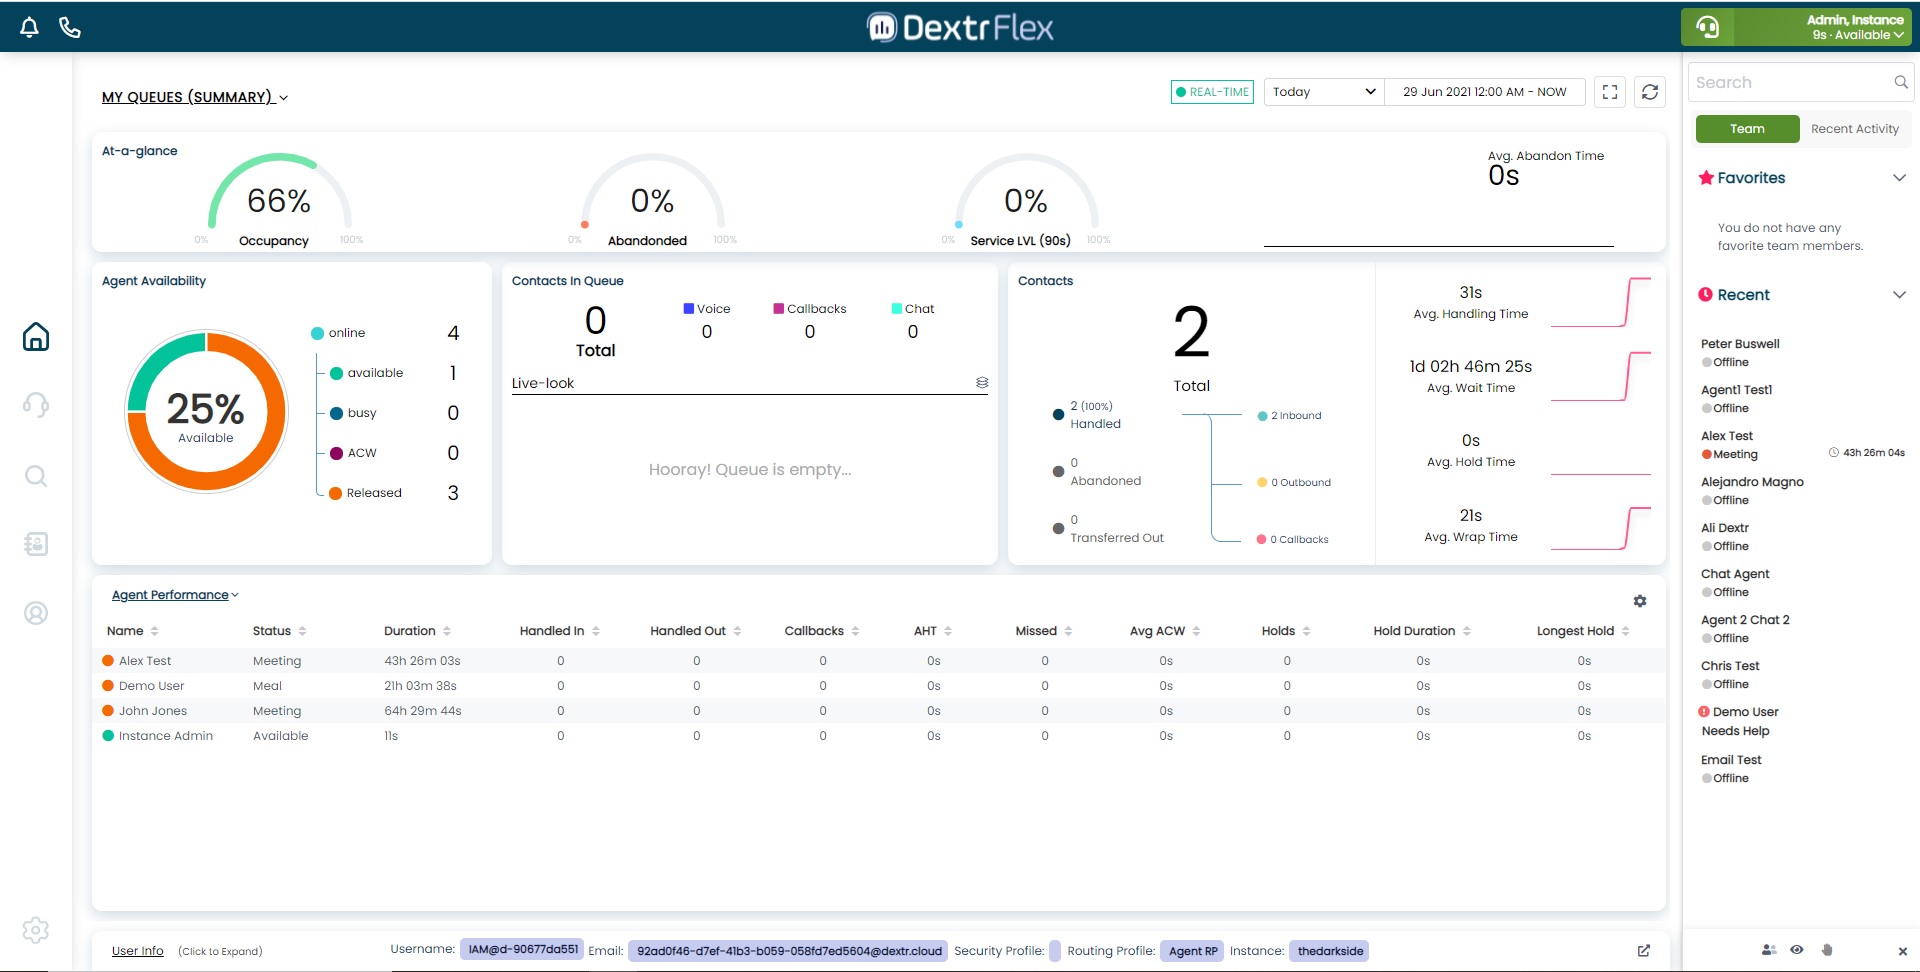 DextrFlex
Admin, Instance
9s · Available
MY QUEUES (SUMMARY)
REAL-TIME
Today
29 Jun 2021 12:00 AM - NOW
At-a-glance
66%
0%
Occupancy
100%
0%
0%
Abandonded
100%
0%
0%
Service LVL (90s)
100%
Avg. Abandon Time
0s
Agent Availability
25%
Available
online 4
available 1
busy 0
ACW 0
Released 3
Contacts In Queue
0
Total
Voice
0
Callbacks
0
Chat
0
Live-look
Hooray! Queue is empty...
Contacts
2
Total
2 (100%)
Handled
0
Abandoned
0
Transferred Out
2 Inbound
0 Outbound
0 Callbacks
31s
Avg. Handling Time
1d 02h 46m 25s
Avg. Wait Time
0s
Avg. Hold Time
21s
Avg. Wrap Time
Agent Performance
Name Status Duration Handled In Handled Out Callbacks AHT Missed Avg ACW Holds Hold Duration Longest Hold
Alex Test Meeting 43h 26m 03s 0 0 0 0s 0 0s 0 0s 0s
Demo User Meal 21h 03m 38s 0 0 0 0s 0 0s 0 0s 0s
John Jones Meeting 64h 29m 44s 0 0 0 0s 0 0s 0 0s 0s
Instance Admin Available 11s 0 0 0 0s 0 0s 0 0s 0s
User Info (Click to Expand) Username: IAM@d-90677da551 Email: 92ad0f46-d7ef-41b3-b059-058fd7ed5604@dextr.cloud Security Profile: Routing Profile: Agent RP Instance: thedarkside
Search
Team Recent Activity
Favorites
You do not have any
favorite team members.
Recent
Peter Buswell
Offline
Agent1 Test1
Offline
Alex Test
Meeting 43h 26m 04s
Alejandro Magno
Offline
Ali Dextr
Offline
Chat Agent
Offline
Agent 2 Chat 2
Offline
Chris Test
Offline
Demo User
Needs Help
Email Test
Offline